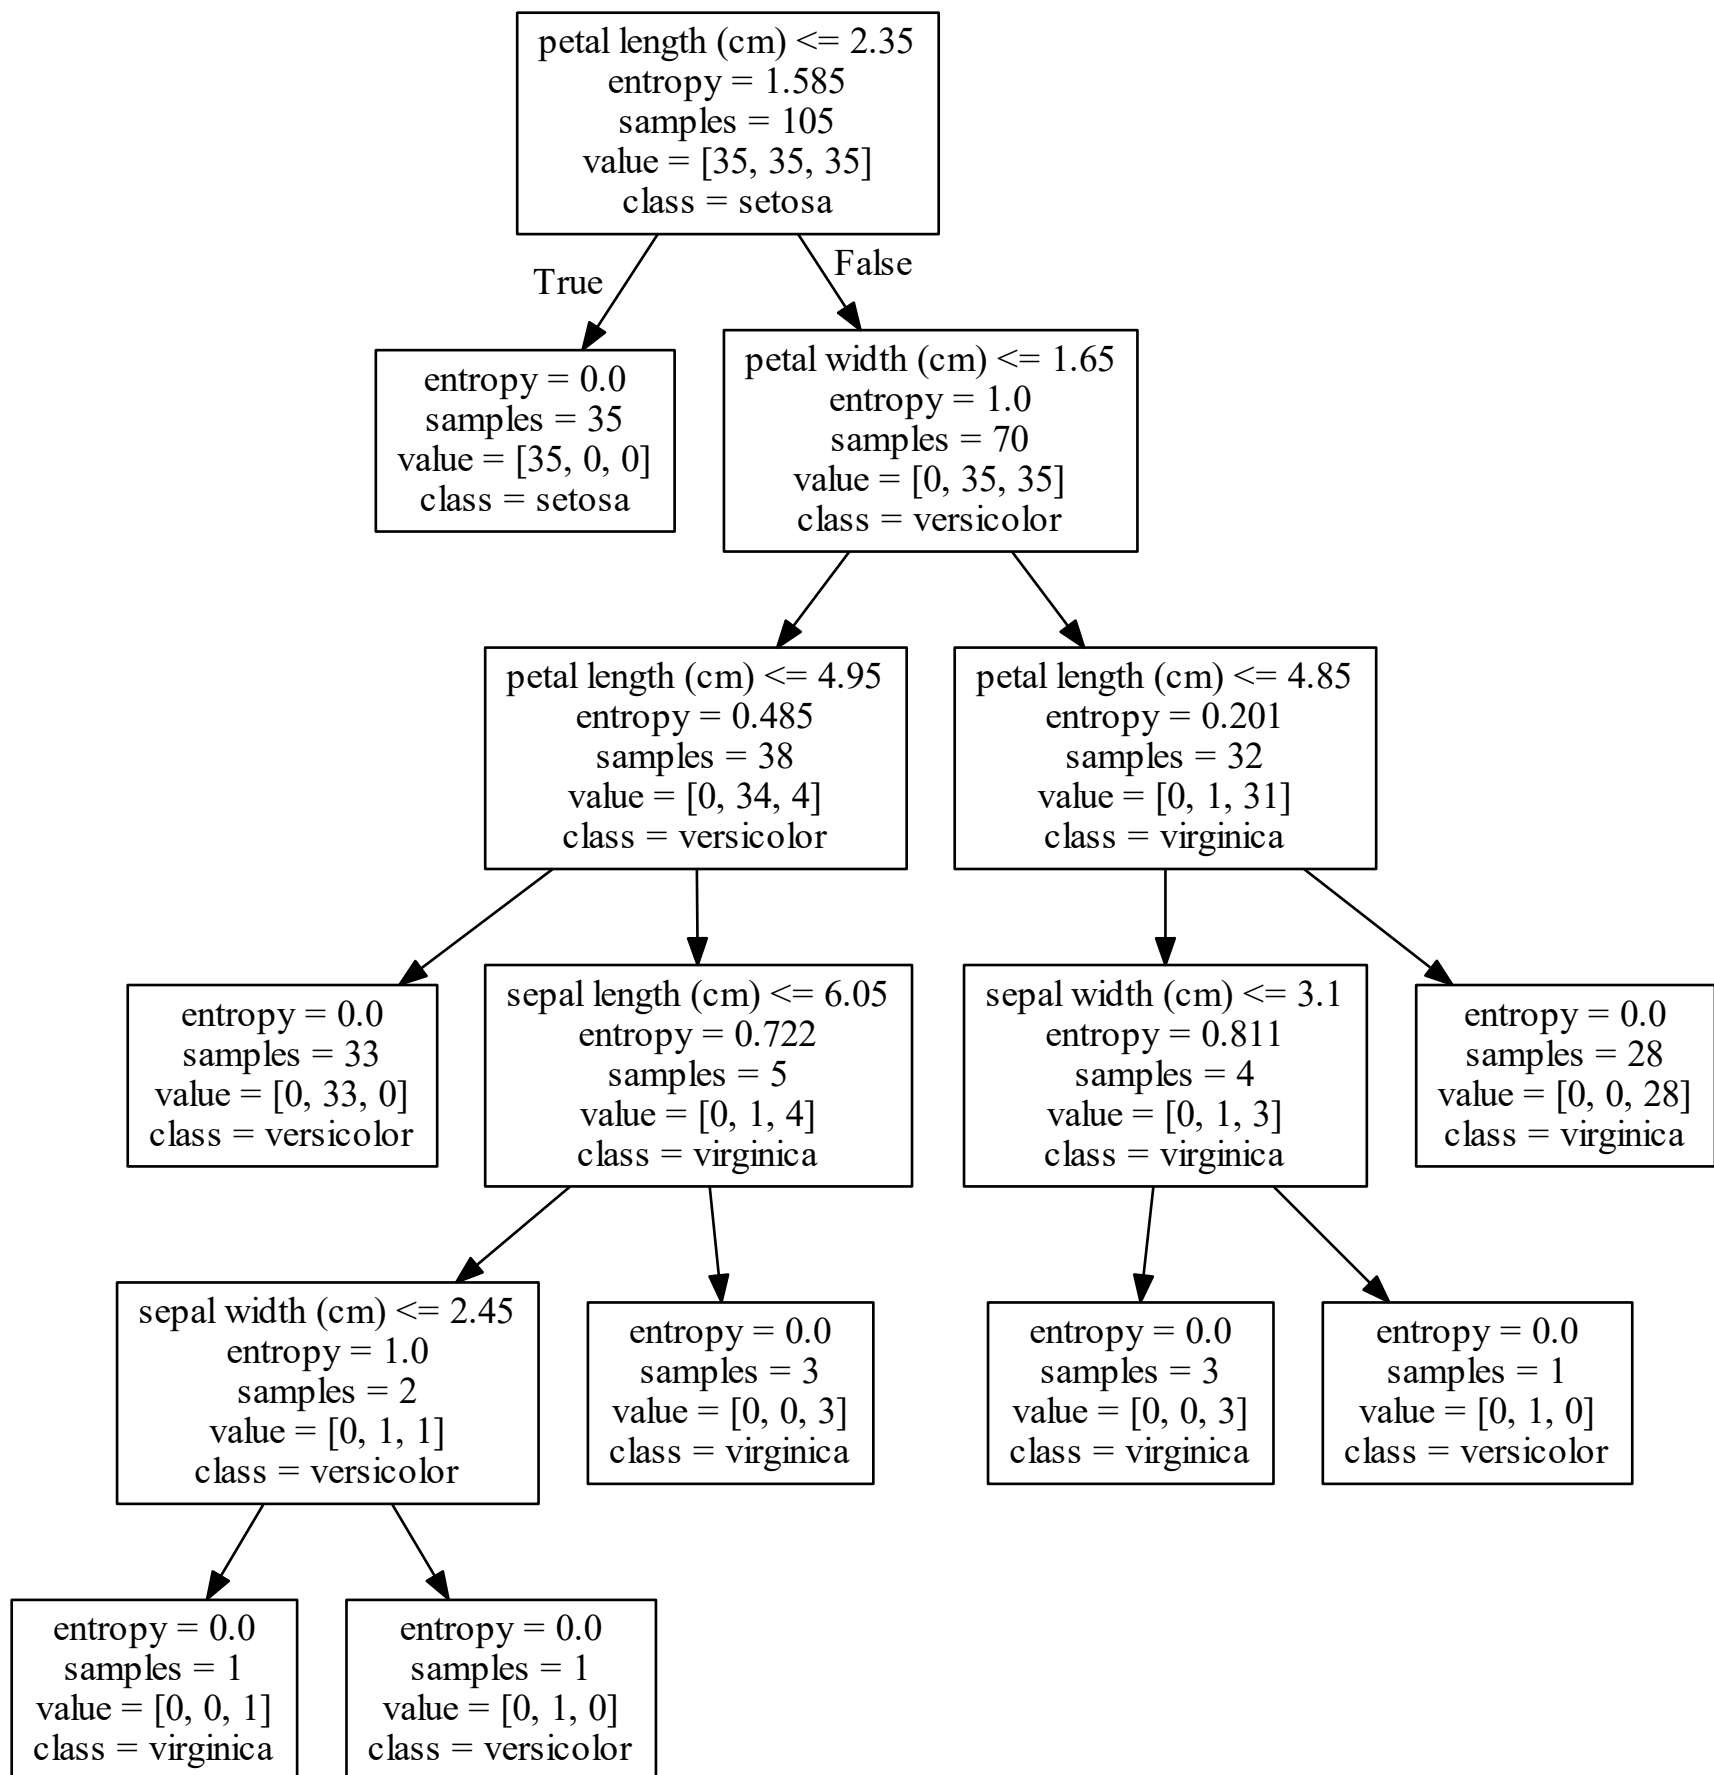 petal length (cm) <= 2.35
entropy = 1.585
samples = 105
value = [35, 35, 35]
class = setosa
True
False
entropy = 0.0
samples = 35
value = [35, 0, 0]
class = setosa
petal width (cm) <= 1.65
entropy = 1.0
samples = 70
value = [0, 35, 35]
class = versicolor
petal length (cm) <= 4.95
entropy = 0.485
samples = 38
value = [0, 34, 4]
class = versicolor
petal length (cm) <= 4.85
entropy = 0.201
samples = 32
value = [0, 1, 31]
class = virginica
entropy = 0.0
samples = 33
value = [0, 33, 0]
class = versicolor
sepal length (cm) <= 6.05
entropy = 0.722
samples = 5
value = [0, 1, 4]
class = virginica
sepal width (cm) <= 3.1
entropy = 0.811
samples = 4
value = [0, 1, 3]
class = virginica
entropy = 0.0
samples = 28
value = [0, 0, 28]
class = virginica
sepal width (cm) <= 2.45
entropy = 1.0
samples = 2
value = [0, 1, 1]
class = versicolor
entropy = 0.0
samples = 3
value = [0, 0, 3]
class = virginica
entropy = 0.0
samples = 3
value = [0, 0, 3]
class = virginica
entropy = 0.0
samples = 1
value = [0, 1, 0]
class = versicolor
entropy = 0.0
samples = 1
value = [0, 0, 1]
class = virginica
entropy = 0.0
samples = 1
value = [0, 1, 0]
class = versicolor